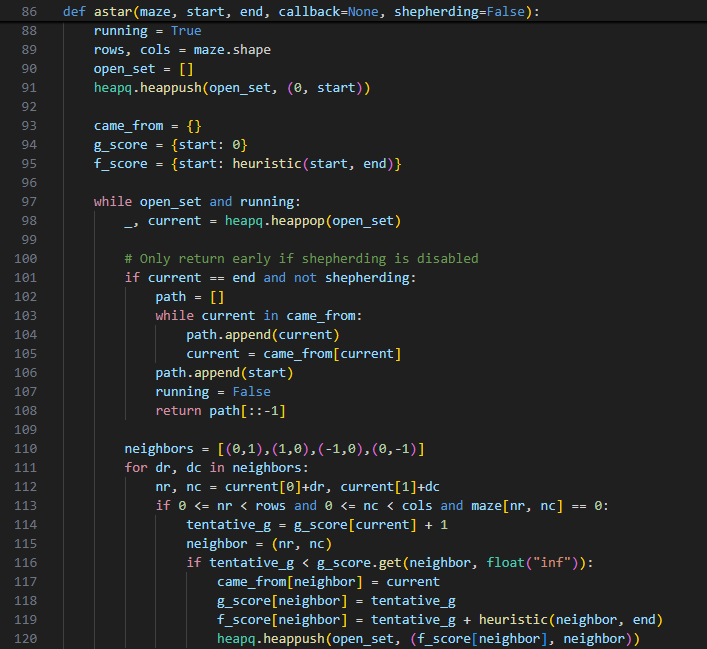 86 def astar(maze, start, end, callback=None, shepherding=False):
88     running = True
89     rows, cols = maze.shape
90     open_set = []
91     heapq.heappush(open_set, (0, start))
92
93     came_from = {}
94     g_score = {start: 0}
95     f_score = {start: heuristic(start, end)}
96
97     while open_set and running:
98         _, current = heapq.heappop(open_set)
99
100         # Only return early if shepherding is disabled
101         if current == end and not shepherding:
102             path = []
103             while current in came_from:
104                 path.append(current)
105                 current = came_from[current]
106             path.append(start)
107             running = False
108             return path[::-1]
109
110         neighbors = [(0,1),(1,0),(-1,0),(0,-1)]
111         for dr, dc in neighbors:
112             nr, nc = current[0]+dr, current[1]+dc
113             if 0 <= nr < rows and 0 <= nc < cols and maze[nr, nc] == 0:
114                 tentative_g = g_score[current] + 1
115                 neighbor = (nr, nc)
116                 if tentative_g < g_score.get(neighbor, float("inf")):
117                     came_from[neighbor] = current
118                     g_score[neighbor] = tentative_g
119                     f_score[neighbor] = tentative_g + heuristic(neighbor, end)
120                     heapq.heappush(open_set, (f_score[neighbor], neighbor))